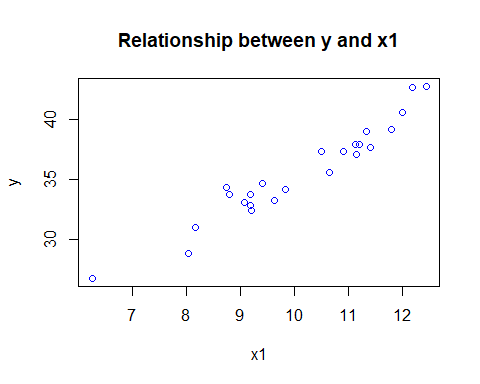 Relationship between y and x1
y
40
35
30
7 8 9 10 11 12
x1